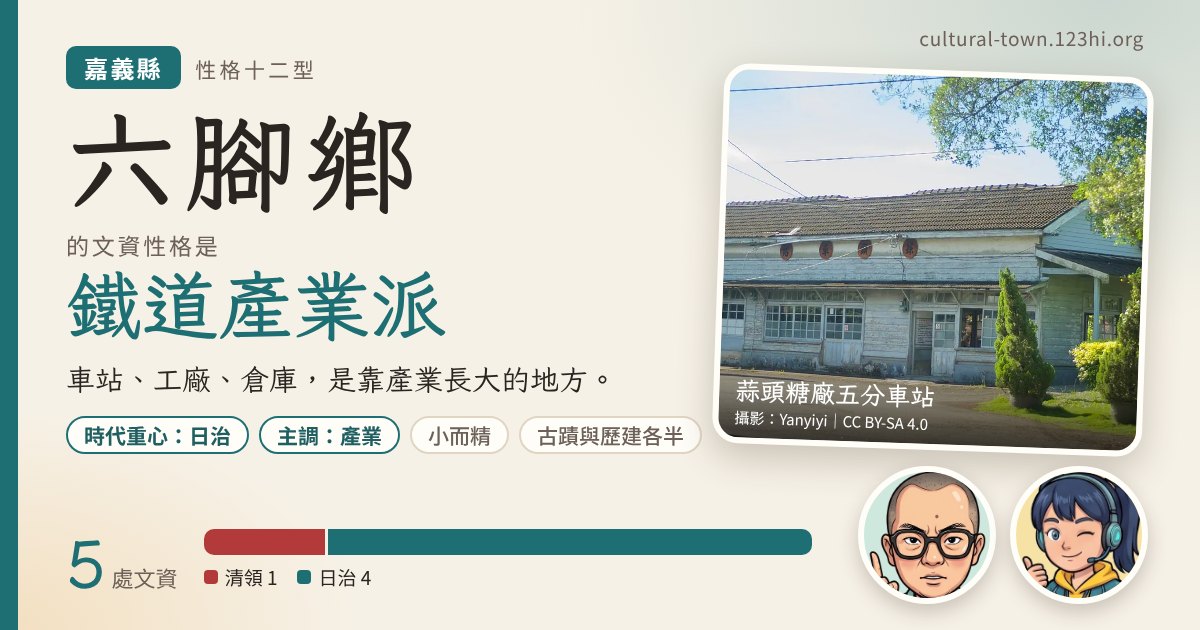 嘉義縣 性格十二型
cultural-town.123hi.org
六腳鄉
的文資性格是
鐵道產業派
車站、工廠、倉庫，是靠產業長大的地方。
時代重心：日治 主調：產業 小而精 古蹟與歷建各半
蒜頭糖廠五分車站
攝影：Yanyiyi｜CC BY-SA 4.0
5 處文資
清領 1 日治 4